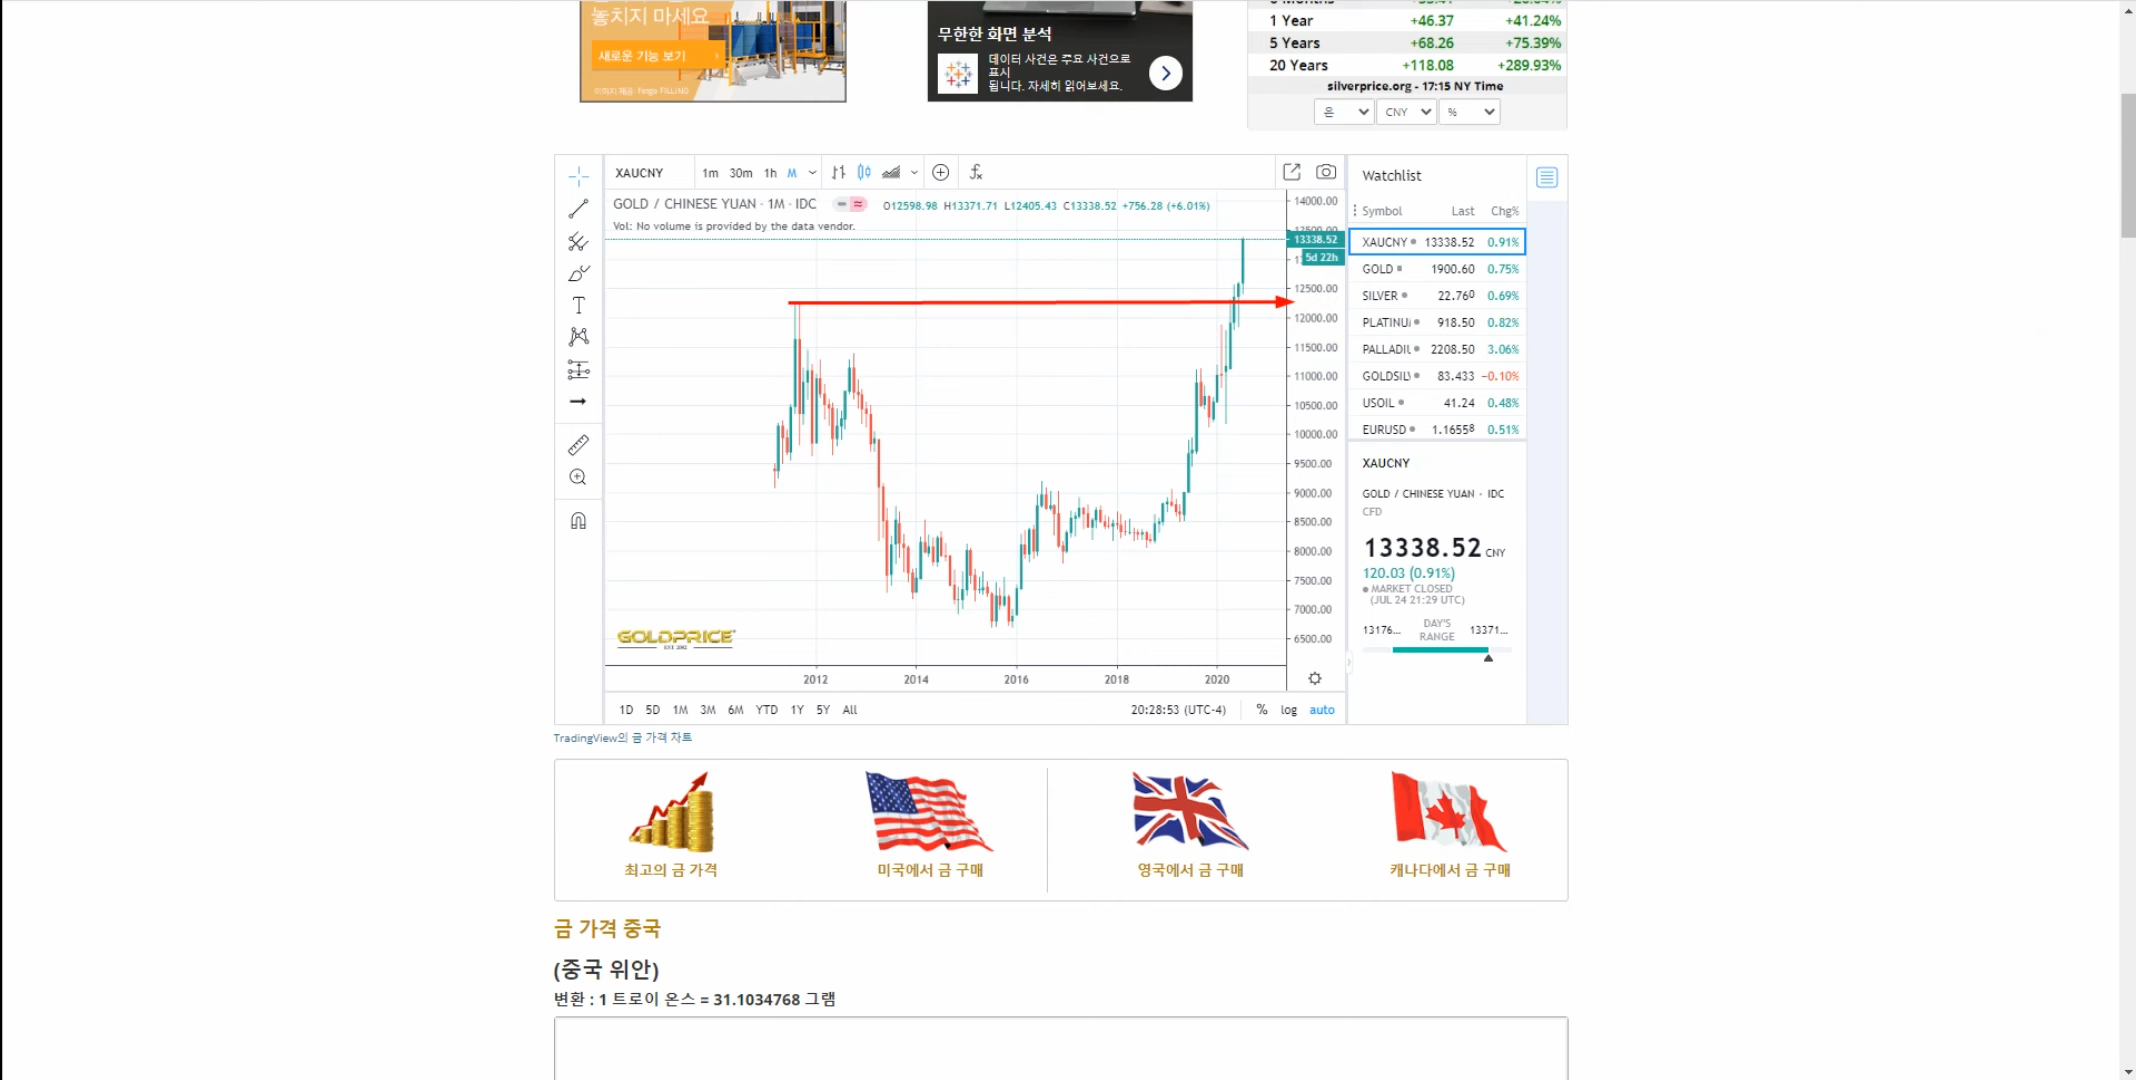 놓치지 마세요
새로운 기능 보기
무한한 화면 분석
데이터 사건은 주요 사건으로
표시
됩니다. 자세히 읽어보세요.
1 Year +46.37 +41.24%
5 Years +68.26 +75.39%
20 Years +118.08 +289.93%
silverprice.org - 17:15 NY Time
은 CNY %
XAUCNY 1m 30m 1h M
GOLD / CHINESE YUAN · 1M · IDC O12598.98 H13371.71 L12405.43 C13338.52 +756.28 (+6.01%)
Vol: No volume is provided by the data vendor.
14000.00
13338.52
5d 22h
12500.00
12000.00
11500.00
11000.00
10500.00
10000.00
9500.00
9000.00
8500.00
8000.00
7500.00
7000.00
6500.00
GOLDPRICE
EST 2002
2012 2014 2016 2018 2020
1D 5D 1M 3M 6M YTD 1Y 5Y All 20:28:53 (UTC-4) % log auto
Watchlist
Symbol Last Chg%
XAUCNY 13338.52 0.91%
GOLD 1900.60 0.75%
SILVER 22.760 0.69%
PLATINU 918.50 0.82%
PALLADIU 2208.50 3.06%
GOLDSILV 83.433 −0.10%
USOIL 41.24 0.48%
EURUSD 1.16558 0.51%
XAUCNY
GOLD / CHINESE YUAN · IDC
CFD
13338.52 CNY
120.03 (0.91%)
MARKET CLOSED
(JUL 24 21:29 UTC)
13176... DAY'S RANGE 13371...
TradingView의 금 가격 차트
최고의 금 가격 미국에서 금 구매 영국에서 금 구매 캐나다에서 금 구매
금 가격 중국
(중국 위안)
변환 : 1 트로이 온스 = 31.1034768 그램